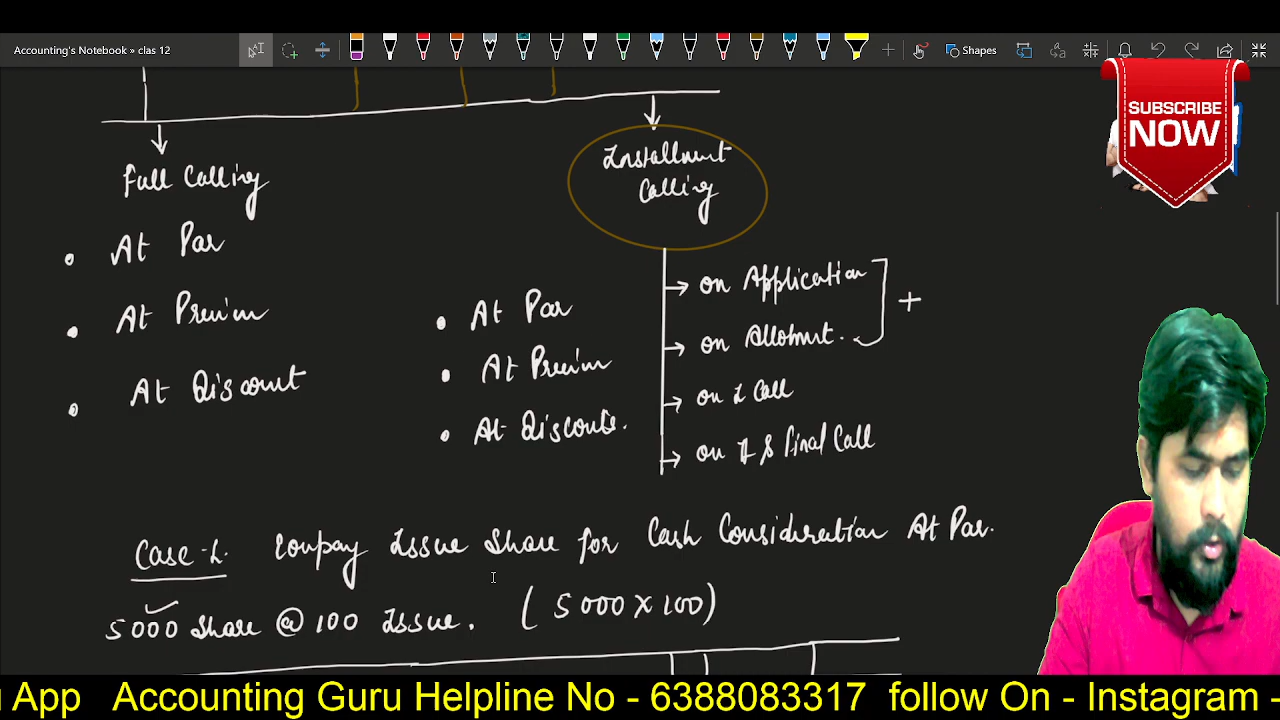 Accounting's Notebook » clas 12
Shapes
SUBSCRIBE
NOW
Full Calling
• At Par
• At Premium
• At Discount
Installment
Calling
→ on Application
→ on Allotment.
→ on I Call
→ on II & Final Call
+
• At Par
• At Premium
• At Discount.
Case-I. Company Issue Share for Cash Consideration At Par.
5000 Share @ 100 Issue. (5000 x 100)
App Accounting Guru Helpline No - 6388083317 follow On - Instagram -